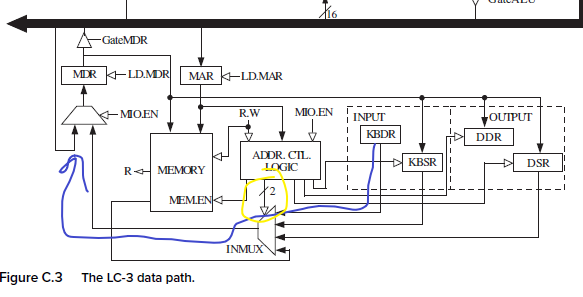 GateALU
16
GateMDR
MDR
LD.MDR
MAR
LD.MAR
MIO.EN
R.W
MIO.EN
INPUT
OUTPUT
KBDR
DDR
ADDR. CTL.
LOGIC
KBSR
DSR
R
MEMORY
2
MEM.EN
INMUX
Figure C.3 The LC-3 data path.